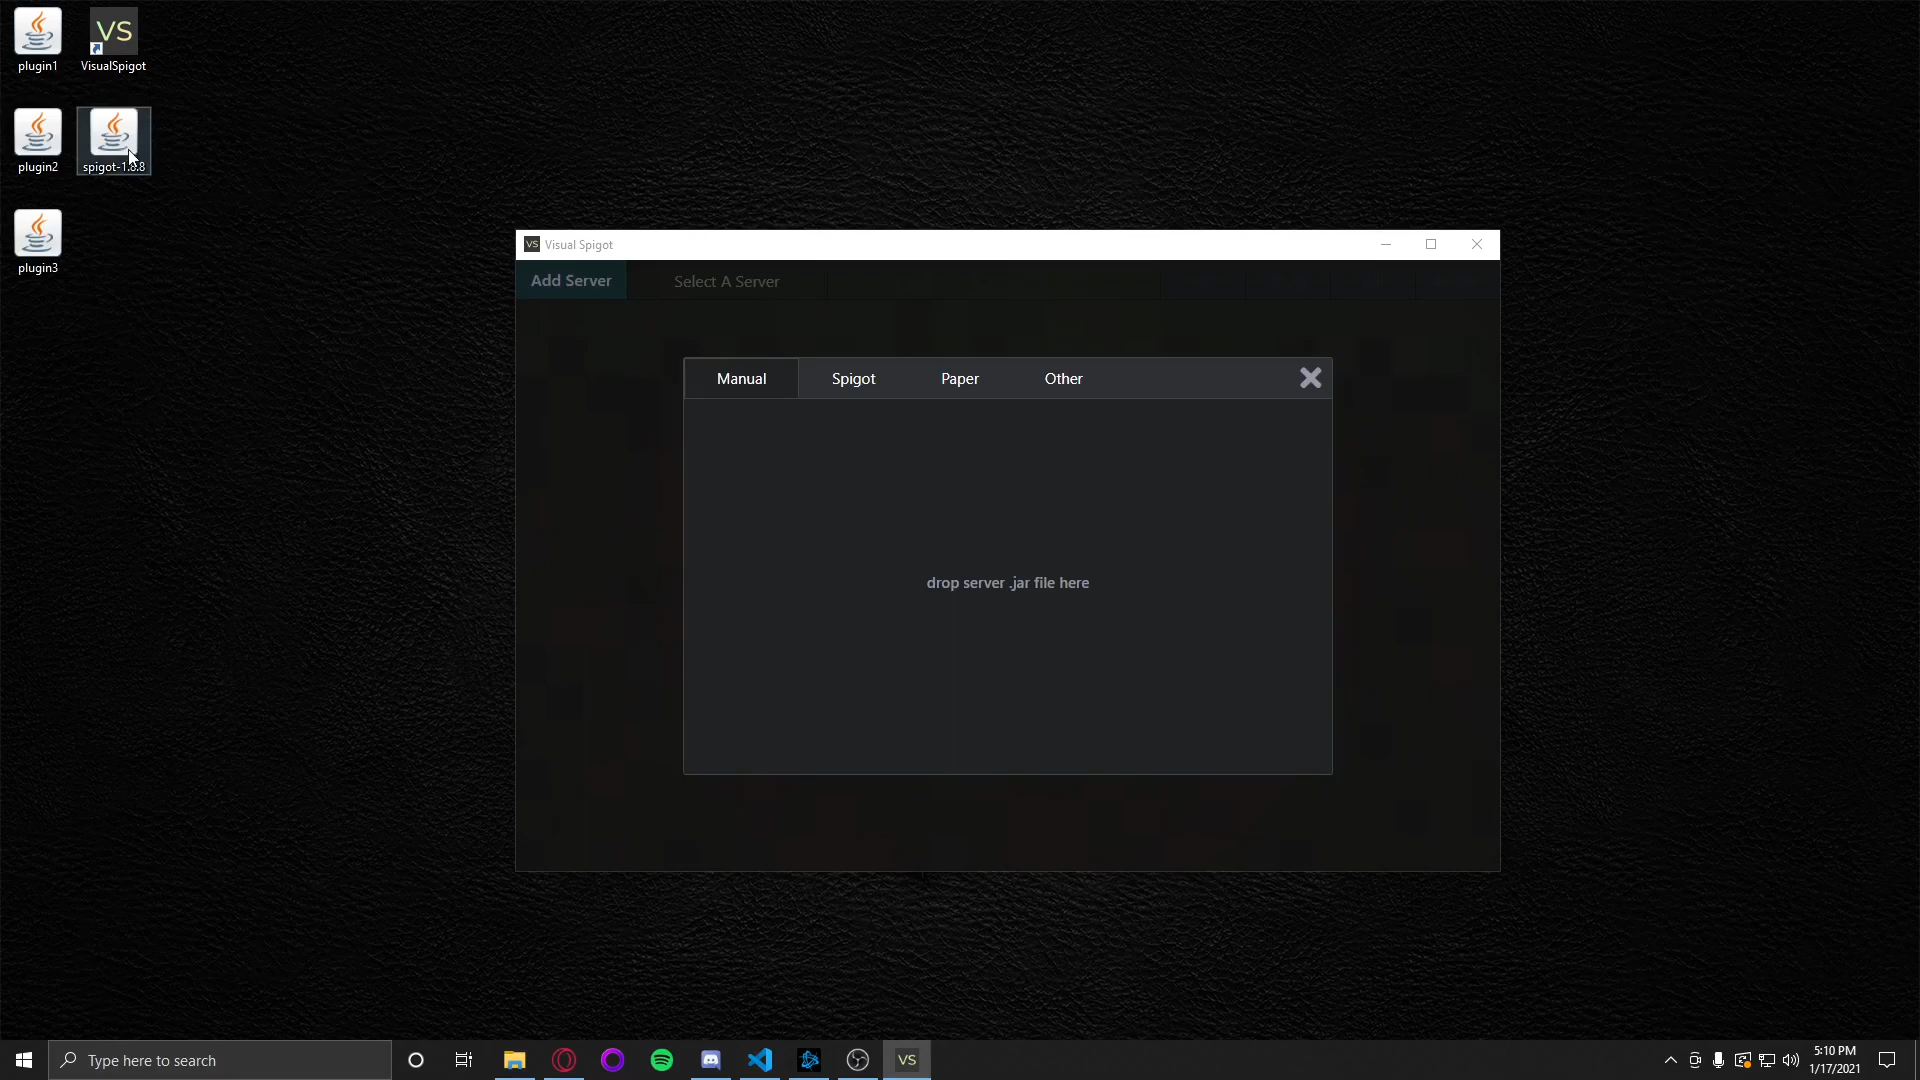 plugin1
VS
VisualSpigot
plugin2
spigot-1.8.8
plugin3
VS Visual Spigot
Add Server
Select A Server
Manual
Spigot
Paper
Other
drop server .jar file here
Type here to search
VS
5:10 PM
1/17/2021